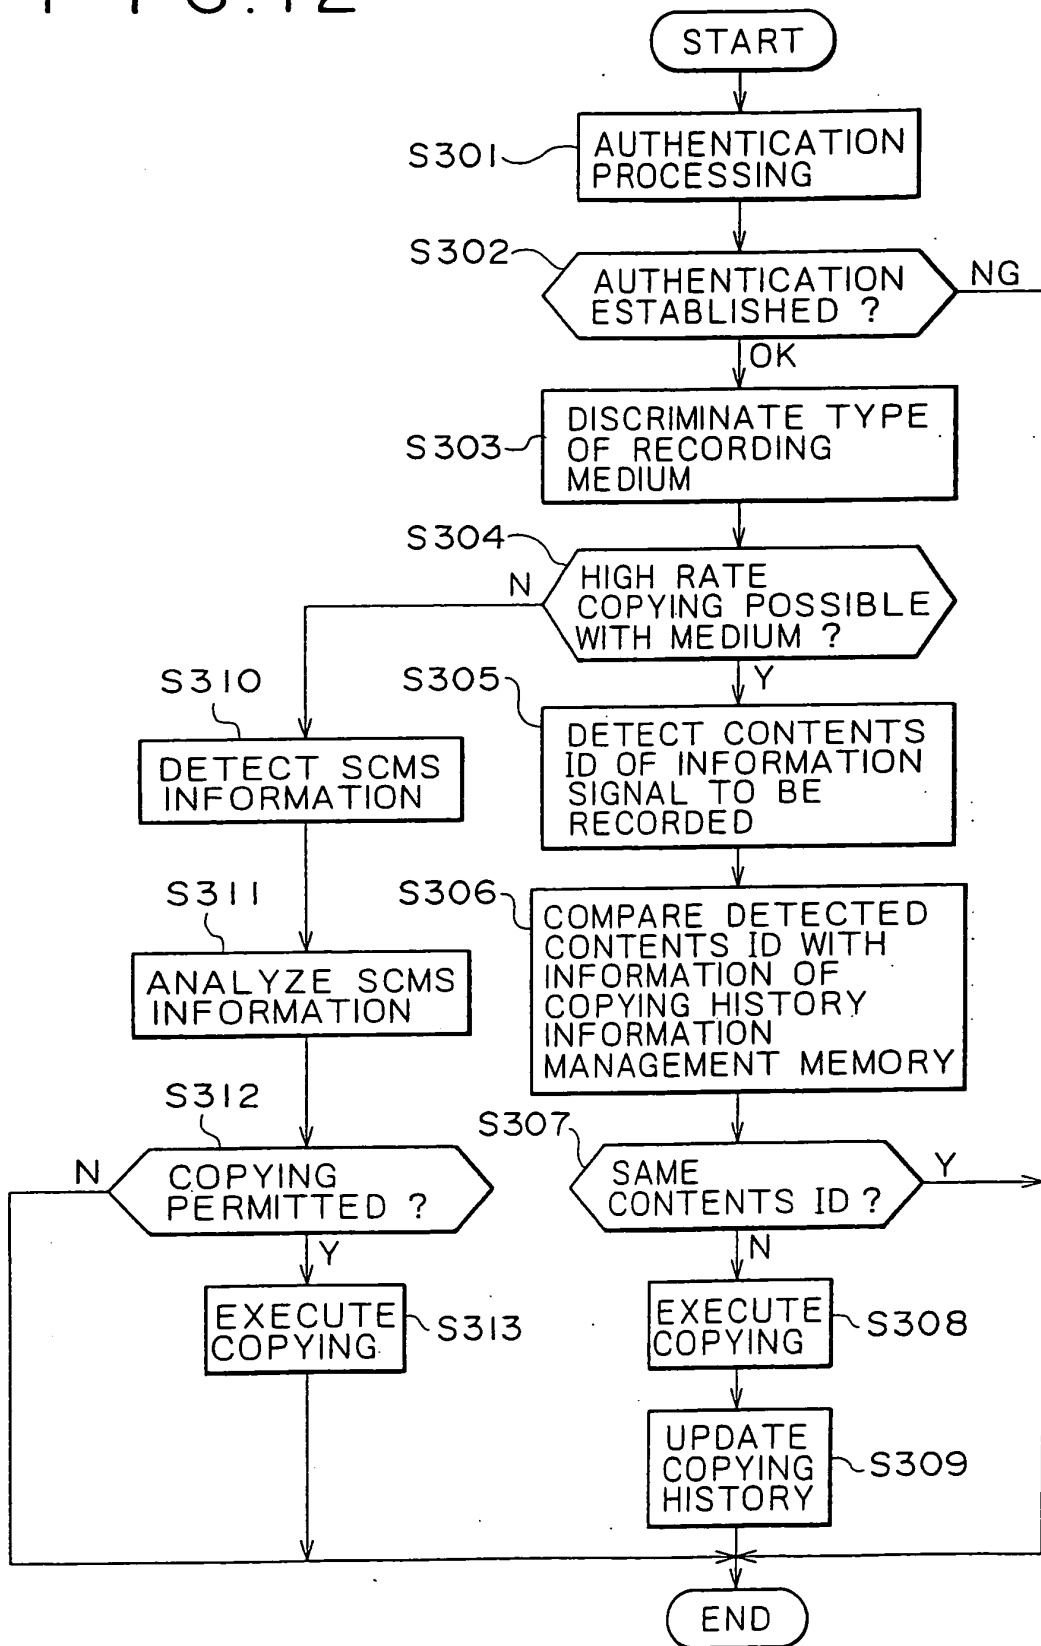 FIG.12
START
S301
AUTHENTICATION
PROCESSING
S302
AUTHENTICATION
ESTABLISHED ?
NG
OK
S303
DISCRIMINATE TYPE
OF RECORDING
MEDIUM
S304
HIGH RATE
COPYING POSSIBLE
WITH MEDIUM ?
N
Y
S310
DETECT SCMS
INFORMATION
S305
DETECT CONTENTS
ID OF INFORMATION
SIGNAL TO BE
RECORDED
S311
ANALYZE SCMS
INFORMATION
S306
COMPARE DETECTED
CONTENTS ID WITH
INFORMATION OF
COPYING HISTORY
INFORMATION
MANAGEMENT MEMORY
S312
N
COPYING
PERMITTED ?
Y
S307
SAME
CONTENTS ID ?
Y
N
EXECUTE
COPYING
S313
EXECUTE
COPYING
S308
UPDATE
COPYING
HISTORY
S309
END